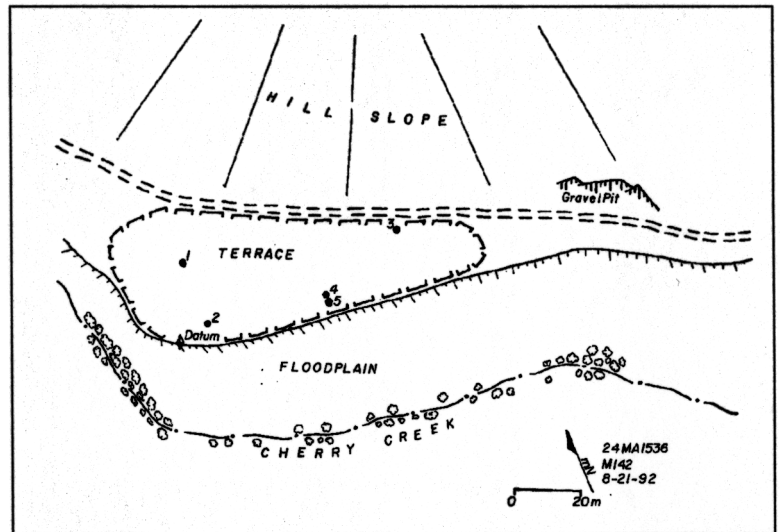 HILL SLOPE
Gravel Pit
3
TERRACE
1
4
5
2
Datum
FLOODPLAIN
CHERRY CREEK
mN
24MA1536
M142
8-21-92
0 20m